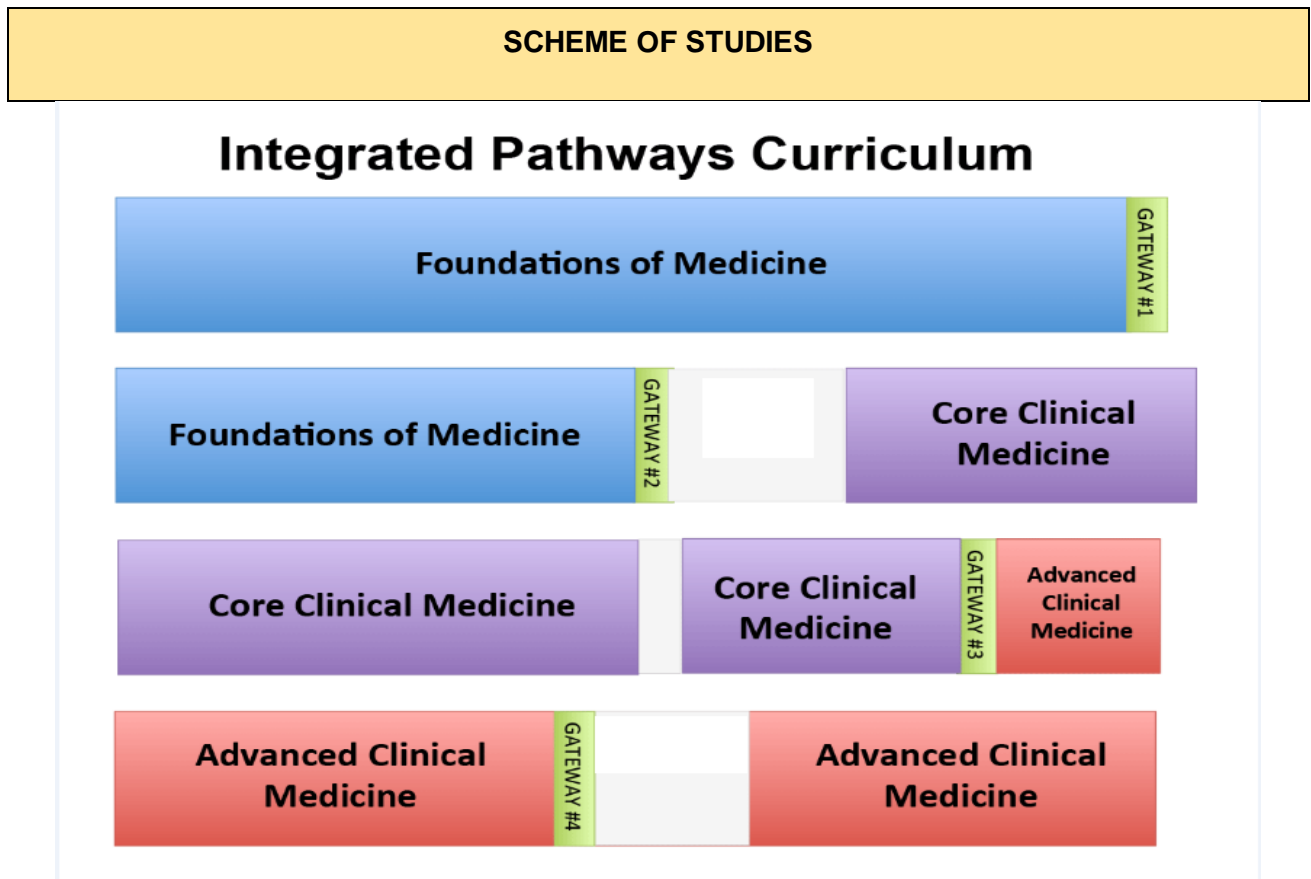 SCHEME OF STUDIES
Integrated Pathways Curriculum
Foundations of Medicine
GATEWAY #1
Foundations of Medicine
GATEWAY #2
Core Clinical
Medicine
Core Clinical Medicine
Core Clinical
Medicine
GATEWAY #3
Advanced
Clinical
Medicine
Advanced Clinical
Medicine
GATEWAY #4
Advanced Clinical
Medicine